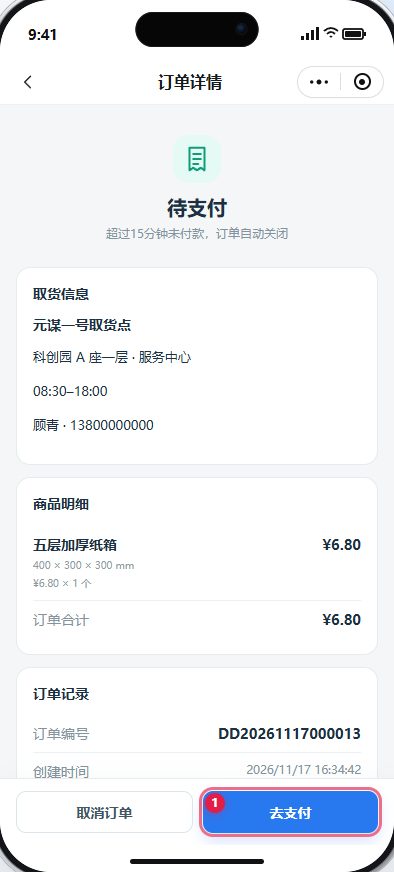 9:41
订单详情
待支付
超过15分钟未付款，订单自动关闭
取货信息
元谋一号取货点
科创园 A 座一层 · 服务中心
08:30–18:00
顾青 · 13800000000
商品明细
五层加厚纸箱 ¥6.80
400 × 300 × 300 mm
¥6.80 × 1 个
订单合计 ¥6.80
订单记录
订单编号 DD20261117000013
创建时间 2026/11/17 16:34:42
取消订单 1 去支付